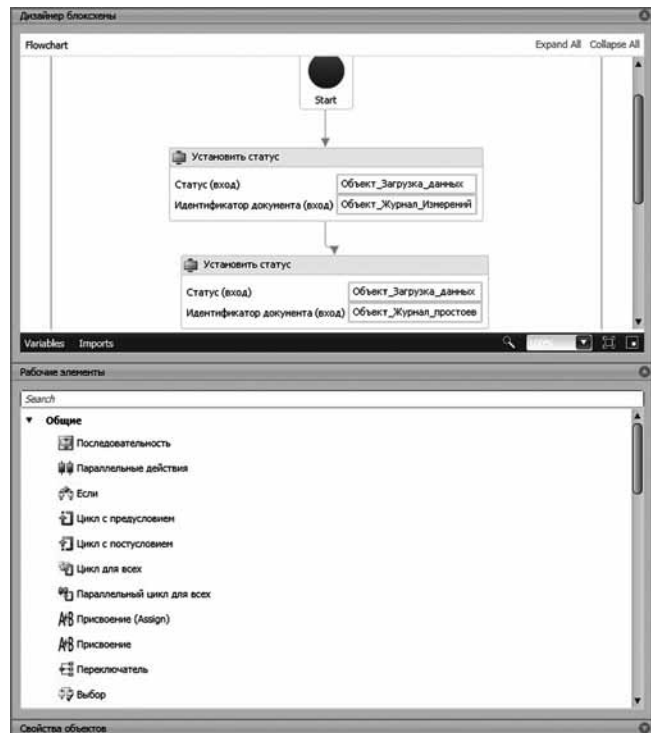 Дизайнер блоксхемы
Flowchart Expand All Collapse All
Start
Установить статус
Статус (вход) Объект_Загрузка_данных
Идентификатор документа (вход) Объект_Журнал_Измерений
Установить статус
Статус (вход) Объект_Загрузка_данных
Идентификатор документа (вход) Объект_Журнал_простоев
Variables Imports
Рабочие элементы
Search
Общие
Последовательность
Параллельные действия
Если
Цикл с предусловием
Цикл с постусловием
Цикл для всех
Параллельный цикл для всех
A+B Присвоение (Assign)
A+B Присвоение
Переключатель
Выбор
Свойства объектов